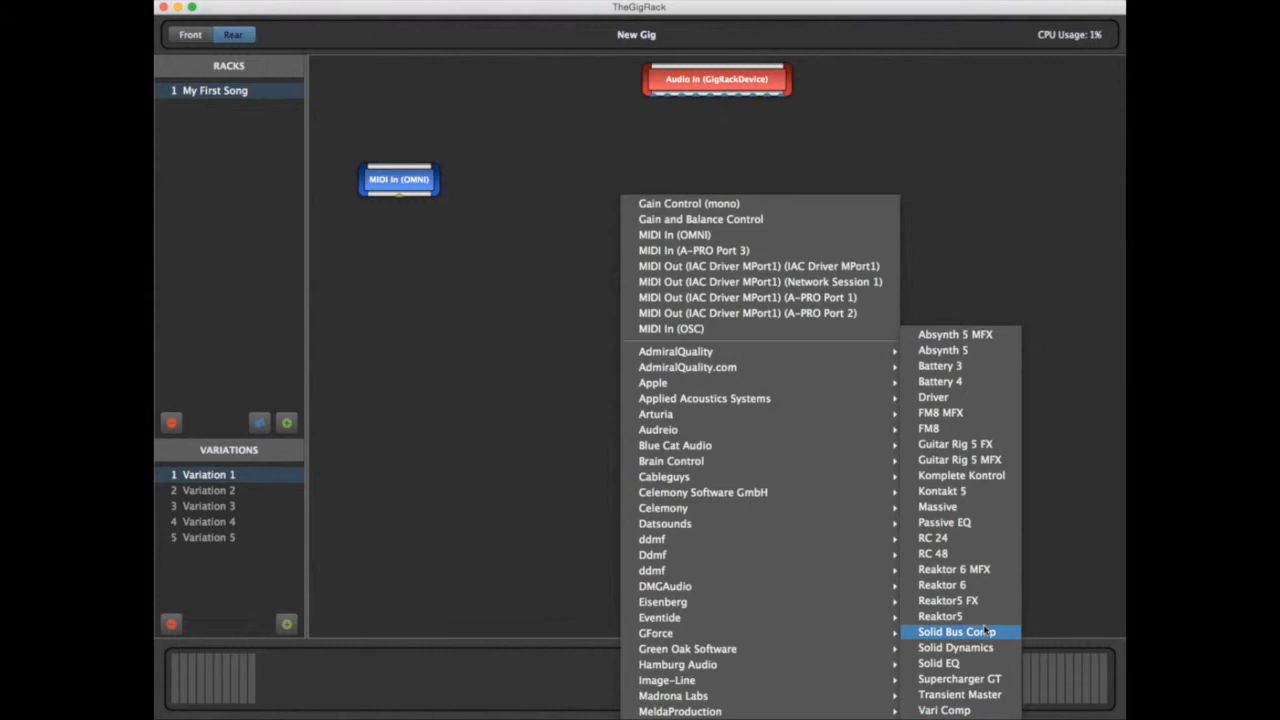 TheGigRack
Front
Rear
New Gig
CPU Usage: 1%
RACKS
1 My First Song
Audio In (GigRackDevice)
MIDI In (OMNI)
VARIATIONS
1 Variation 1
2 Variation 2
3 Variation 3
4 Variation 4
5 Variation 5
Gain Control (mono)
Gain and Balance Control
MIDI In (OMNI)
MIDI In (A-PRO Port 3)
MIDI Out (IAC Driver MPort1) (IAC Driver MPort1)
MIDI Out (IAC Driver MPort1) (Network Session 1)
MIDI Out (IAC Driver MPort1) (A-PRO Port 1)
MIDI Out (IAC Driver MPort1) (A-PRO Port 2)
MIDI In (OSC)
AdmiralQuality
AdmiralQuality.com
Apple
Applied Acoustics Systems
Arturia
Audreio
Blue Cat Audio
Brain Control
Cableguys
Celemony Software GmbH
Celemony
Datsounds
ddmf
Ddmf
ddmf
DMGAudio
Eisenberg
Eventide
GForce
Green Oak Software
Hamburg Audio
Image-Line
Madrona Labs
MeldaProduction
Absynth 5 MFX
Absynth 5
Battery 3
Battery 4
Driver
FM8 MFX
FM8
Guitar Rig 5 FX
Guitar Rig 5 MFX
Komplete Kontrol
Kontakt 5
Massive
Passive EQ
RC 24
RC 48
Reaktor 6 MFX
Reaktor 6
Reaktor5 FX
Reaktor5
Solid Bus Comp
Solid Dynamics
Solid EQ
Supercharger GT
Transient Master
Vari Comp